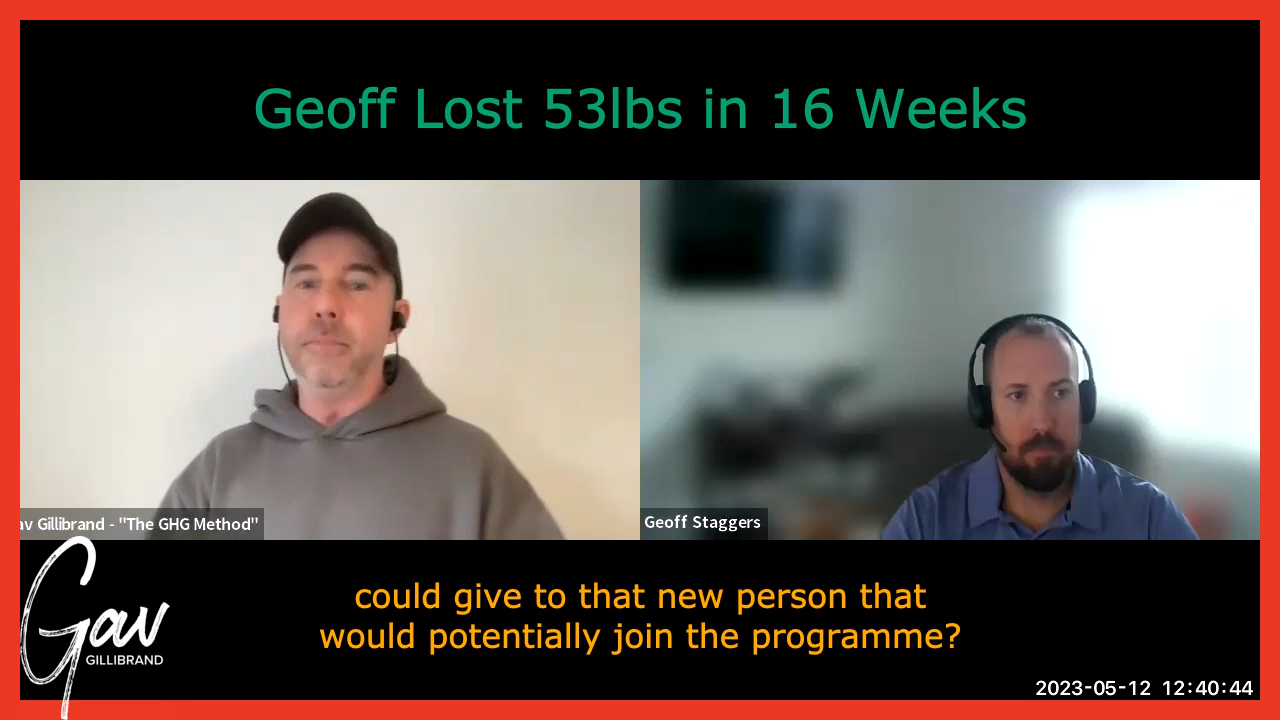 Geoff Lost 53lbs in 16 Weeks
av Gillibrand - "The GHG Method"
Geoff Staggers
Gav
GILLIBRAND
could give to that new person that
would potentially join the programme?
2023-05-12 12:40:44